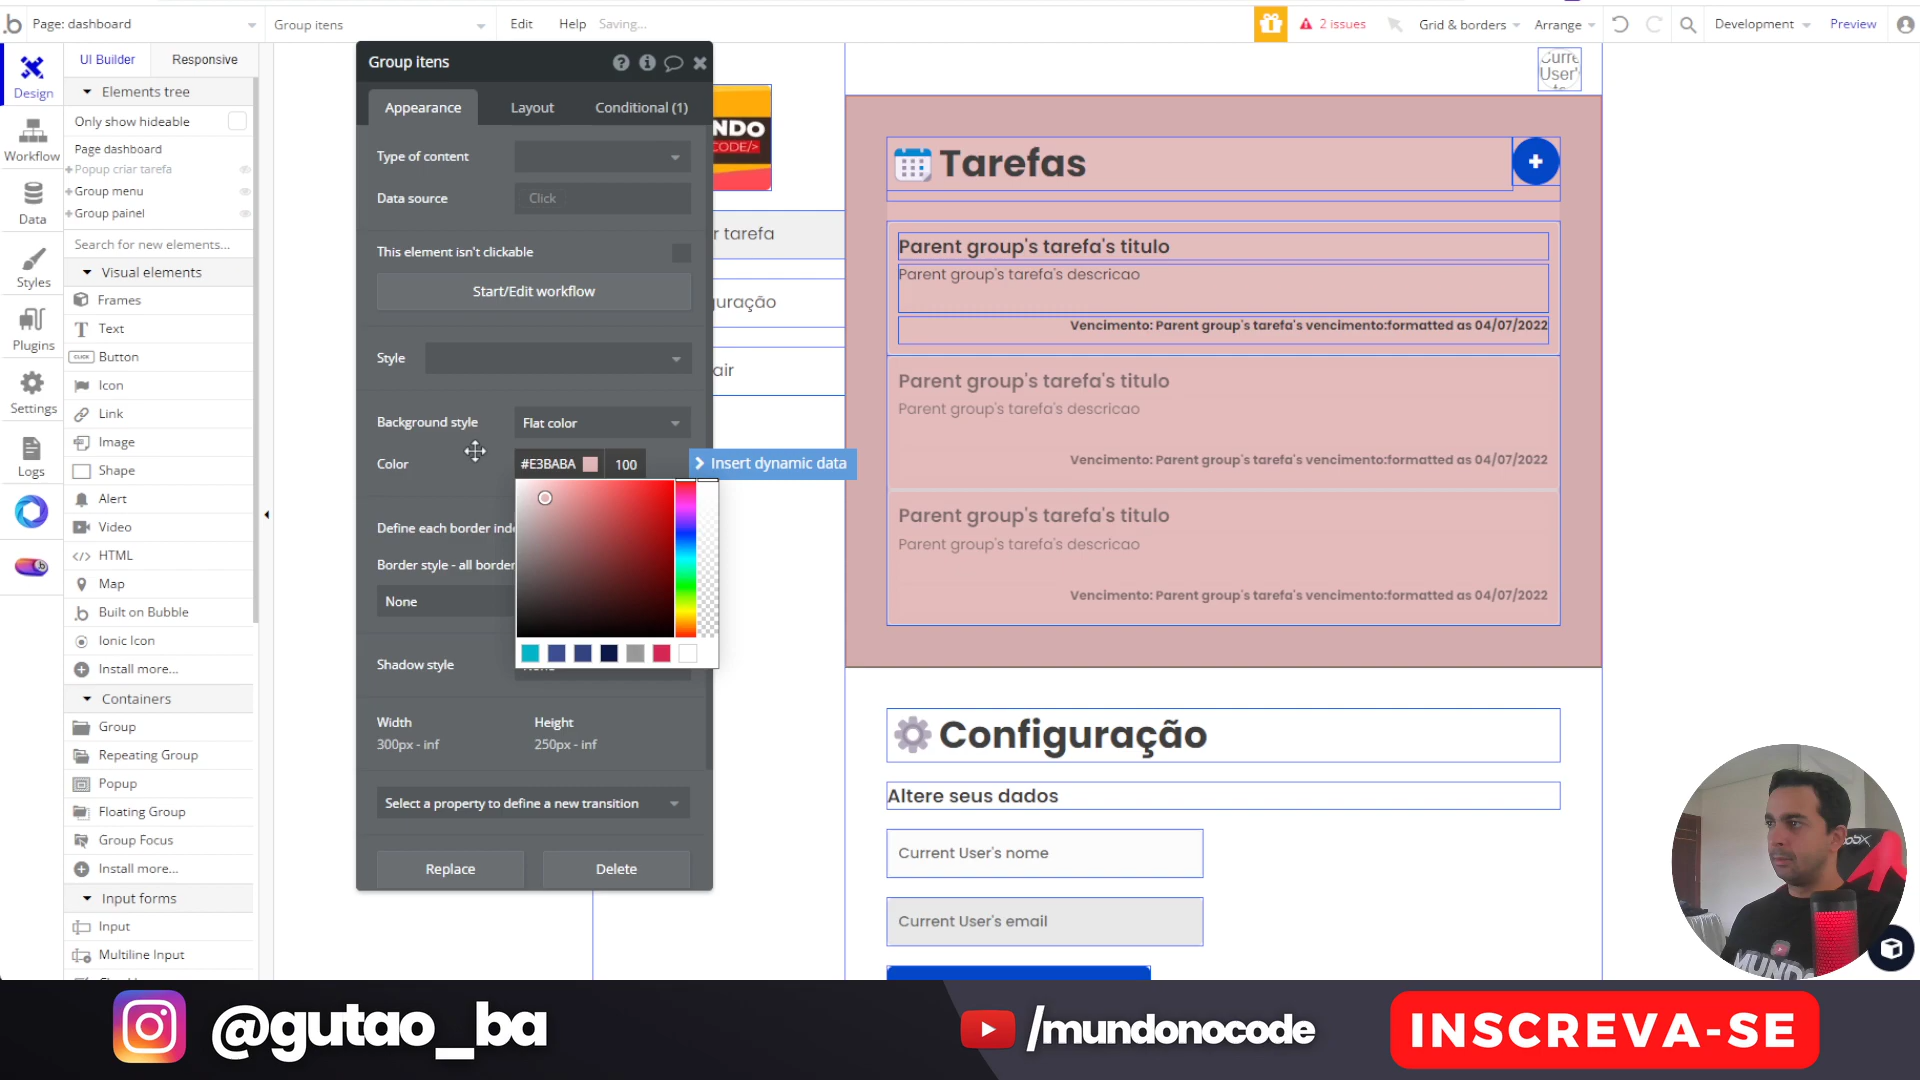 Page: dashboard
Group itens
Edit
Help
Saving...
2 issues
Grid & borders
Arrange
Development
Preview
Design
Workflow
Data
Styles
Plugins
Settings
Logs
UI Builder
Responsive
Elements tree
Only show hideable
Page dashboard
Popup criar tarefa
Group menu
Group painel
Search for new elements...
Visual elements
Frames
Text
CLICK
Button
Icon
Link
Image
Shape
Alert
Video
HTML
Map
Built on Bubble
Ionic Icon
Install more...
Containers
Group
Repeating Group
Popup
Floating Group
Group Focus
Install more...
Input forms
Input
Multiline Input
Group itens
Appearance
Layout
Conditional (1)
Type of content
Data source
Click
This element isn't clickable
Start/Edit workflow
Style
Background style
Flat color
Color
#E3BABA
100
Insert dynamic data
Define each border inde
Border style - all border
None
Shadow style
Width
Height
300px - inf
250px - inf
Select a property to define a new transition
Replace
Delete
NDO
CODE/>
r tarefa
guração
air
Curre
User'
Tarefas
+
Parent group's tarefa's titulo
Parent group's tarefa's descricao
Vencimento: Parent group's tarefa's vencimento:formatted as 04/07/2022
Parent group's tarefa's titulo
Parent group's tarefa's descricao
Vencimento: Parent group's tarefa's vencimento:formatted as 04/07/2022
Parent group's tarefa's titulo
Parent group's tarefa's descricao
Vencimento: Parent group's tarefa's vencimento:formatted as 04/07/2022
Configuração
Altere seus dados
Current User's nome
Current User's email
MUNDO
@gutao_ba
/mundonocode
INSCREVA-SE